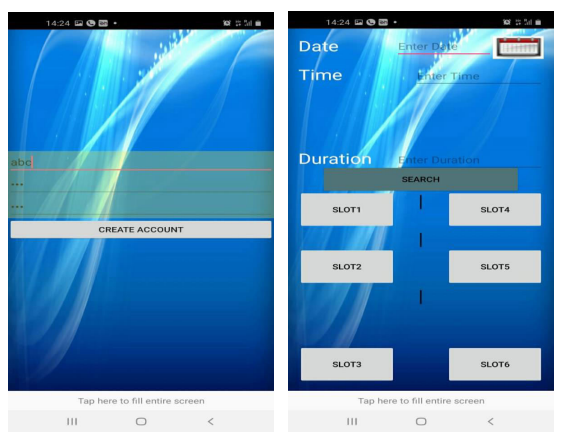 14:24
abc
...
...
CREATE ACCOUNT
Tap here to fill entire screen
14:24
Date Enter Date
Time Enter Time
Duration Enter Duration
SEARCH
SLOT1 SLOT4
SLOT2 SLOT5
SLOT3 SLOT6
Tap here to fill entire screen